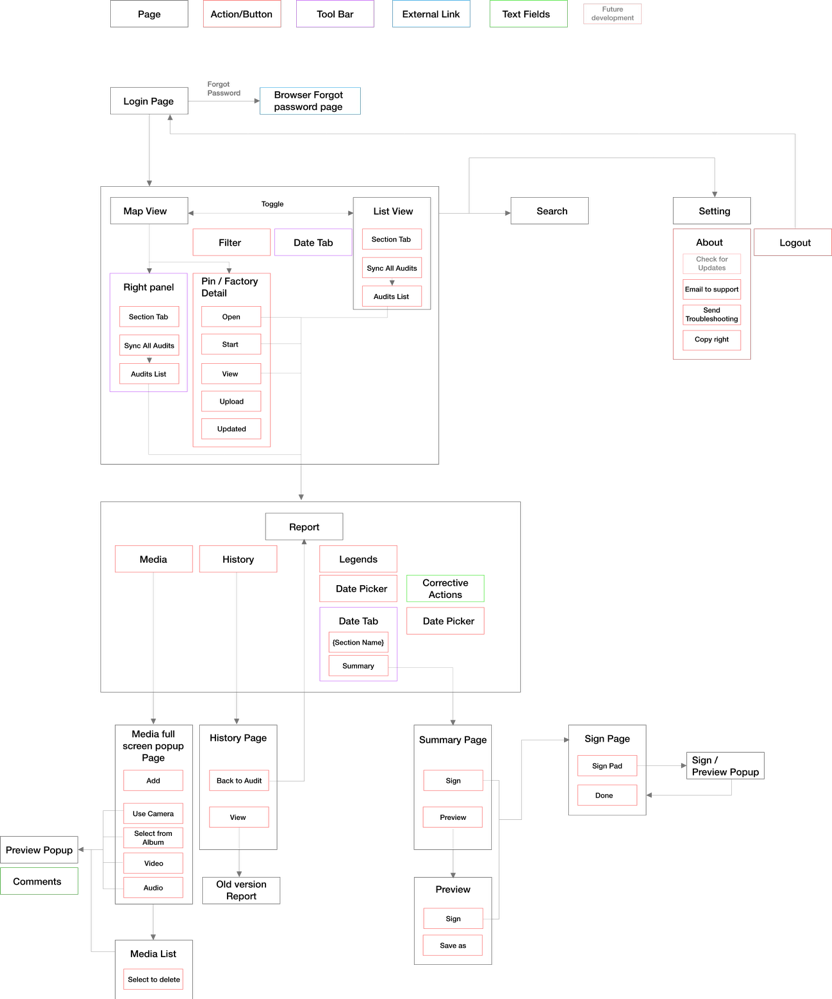 Page
Action/Button
Tool Bar
External Link
Text Fields
Future
development
Login Page
Forgot
Password
Browser Forgot
password page
Map View
Toggle
List View
Search
Setting
Filter
Date Tab
Section Tab
Sync All Audits
Audits List
About
Logout
Check for
Updates
Email to support
Send
Troubleshooting
Copy right
Right panel
Section Tab
Sync All Audits
Audits List
Pin / Factory
Detail
Open
Start
View
Upload
Updated
Report
Media
History
Legends
Date Picker
Corrective
Actions
Date Tab
Date Picker
{Section Name}
Summary
Media full
screen popup
Page
Add
Use Camera
Select from
Album
Video
Audio
History Page
Back to Audit
View
Summary Page
Sign
Preview
Sign Page
Sign Pad
Done
Sign /
Preview Popup
Preview Popup
Comments
Old version
Report
Preview
Sign
Save as
Media List
Select to delete